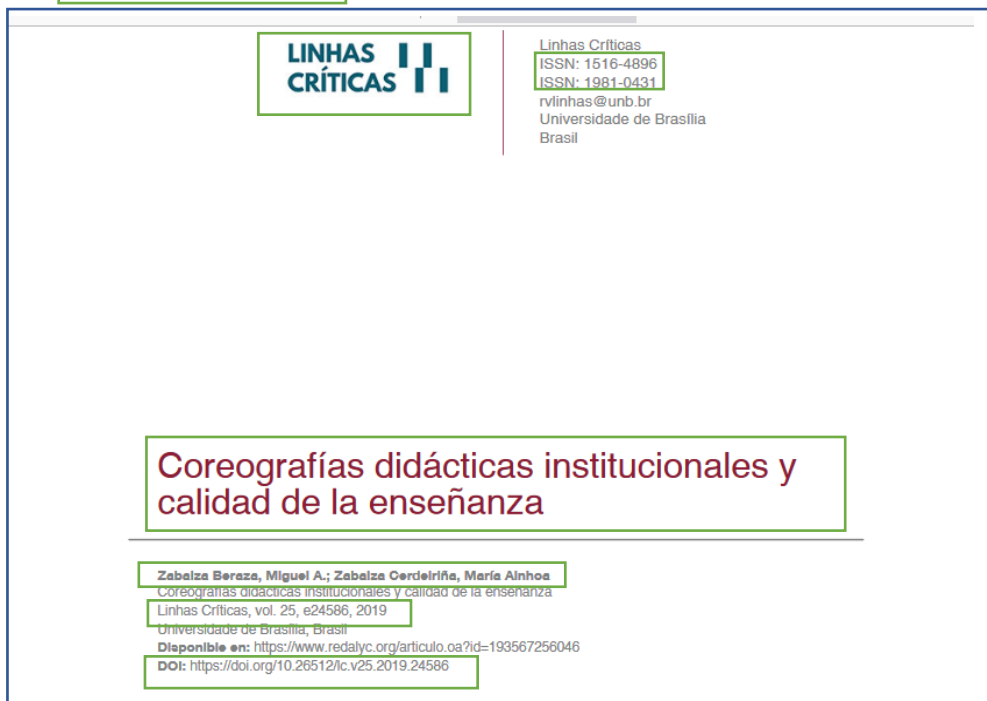 LINHAS
CRÍTICAS
Linhas Críticas
ISSN: 1516-4896
ISSN: 1981-0431
rvlinhas@unb.br
Universidade de Brasília
Brasil
Coreografías didácticas institucionales y
calidad de la enseñanza
Zabalza Beraza, Miguel A.; Zabalza Cerdeiriña, María Ainhoa
Coreografías didácticas institucionales y calidad de la enseñanza
Linhas Críticas, vol. 25, e24586, 2019
Universidade de Brasília, Brasil
Disponible en: https://www.redalyc.org/articulo.oa?id=193567256046
DOI: https://doi.org/10.26512/lc.v25.2019.24586